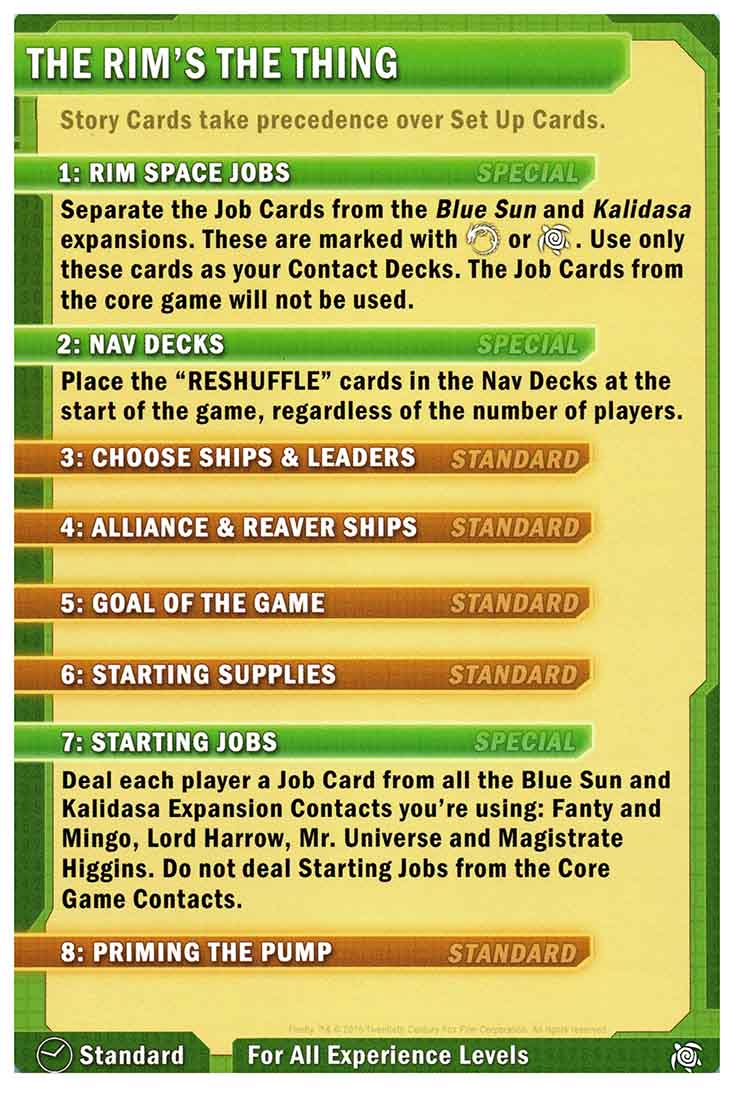 THE RIM'S THE THING
Story Cards take precedence over Set Up Cards.
1: RIM SPACE JOBS SPECIAL
Separate the Job Cards from the Blue Sun and Kalidasa
expansions. These are marked with or . Use only
these cards as your Contact Decks. The Job Cards from
the core game will not be used.
2: NAV DECKS SPECIAL
Place the “RESHUFFLE” cards in the Nav Decks at the
start of the game, regardless of the number of players.
3: CHOOSE SHIPS & LEADERS STANDARD
4: ALLIANCE & REAVER SHIPS STANDARD
5: GOAL OF THE GAME STANDARD
6: STARTING SUPPLIES STANDARD
7: STARTING JOBS SPECIAL
Deal each player a Job Card from all the Blue Sun and
Kalidasa Expansion Contacts you're using: Fanty and
Mingo, Lord Harrow, Mr. Universe and Magistrate
Higgins. Do not deal Starting Jobs from the Core
Game Contacts.
8: PRIMING THE PUMP STANDARD
Firefly TM & © 2015 Twentieth Century Fox Film Corporation. All rights reserved.
Standard For All Experience Levels